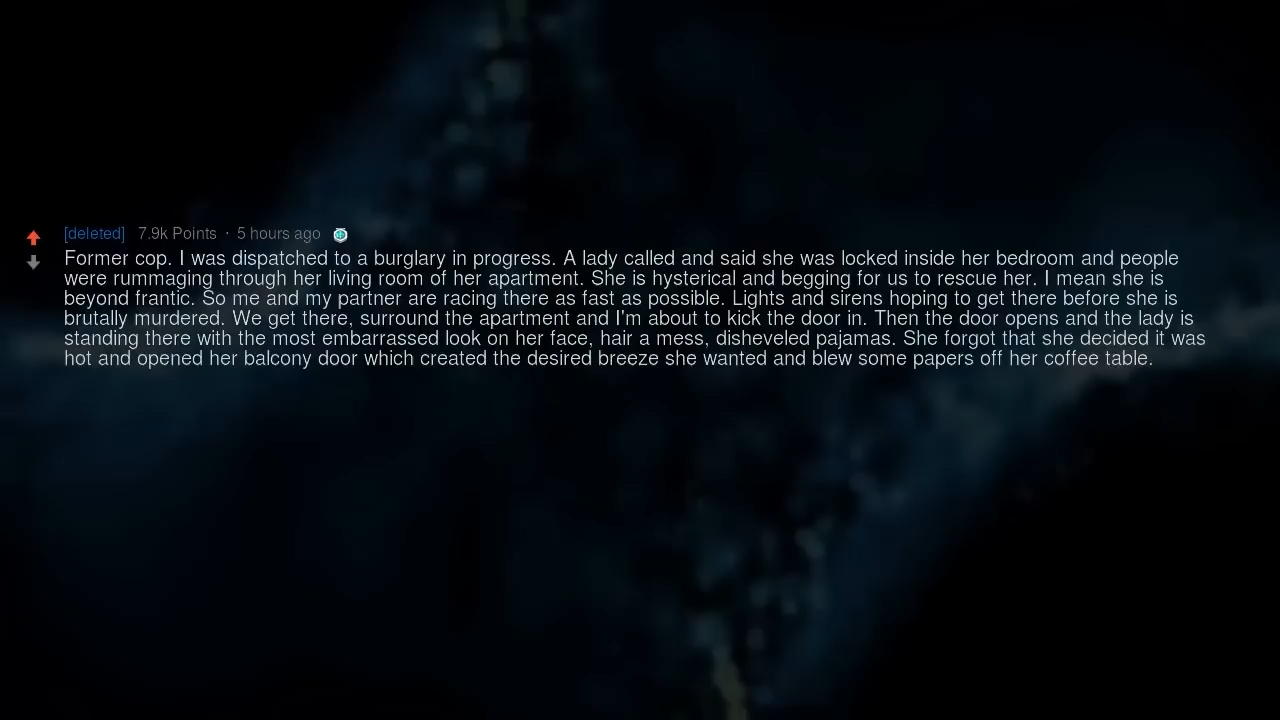 [deleted] 7.9k Points · 5 hours ago
Former cop. I was dispatched to a burglary in progress. A lady called and said she was locked inside her bedroom and people
were rummaging through her living room of her apartment. She is hysterical and begging for us to rescue her. I mean she is
beyond frantic. So me and my partner are racing there as fast as possible. Lights and sirens hoping to get there before she is
brutally murdered. We get there, surround the apartment and I'm about to kick the door in. Then the door opens and the lady is
standing there with the most embarrassed look on her face, hair a mess, disheveled pajamas. She forgot that she decided it was
hot and opened her balcony door which created the desired breeze she wanted and blew some papers off her coffee table.